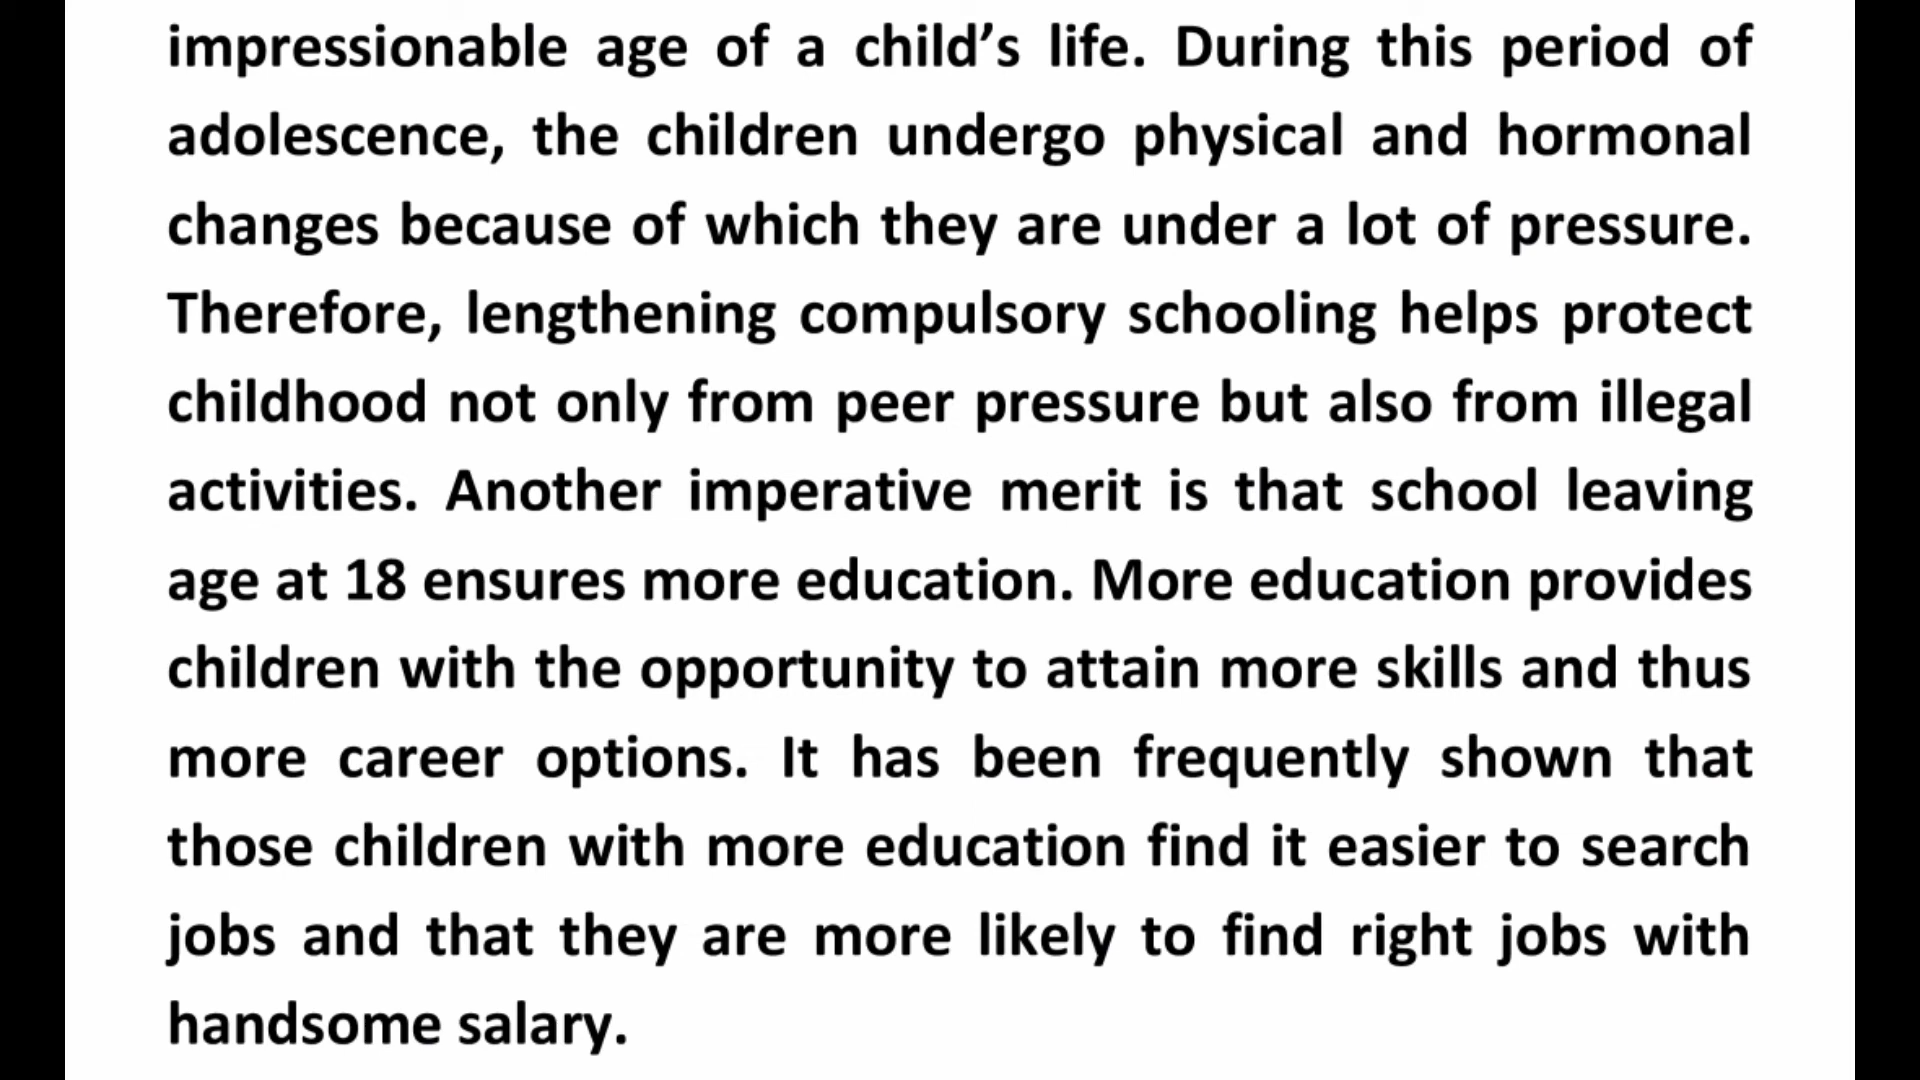 impressionable age of a child’s life. During this period of
adolescence, the children undergo physical and hormonal
changes because of which they are under a lot of pressure.
Therefore, lengthening compulsory schooling helps protect
childhood not only from peer pressure but also from illegal
activities. Another imperative merit is that school leaving
age at 18 ensures more education. More education provides
children with the opportunity to attain more skills and thus
more career options. It has been frequently shown that
those children with more education find it easier to search
jobs and that they are more likely to find right jobs with
handsome salary.